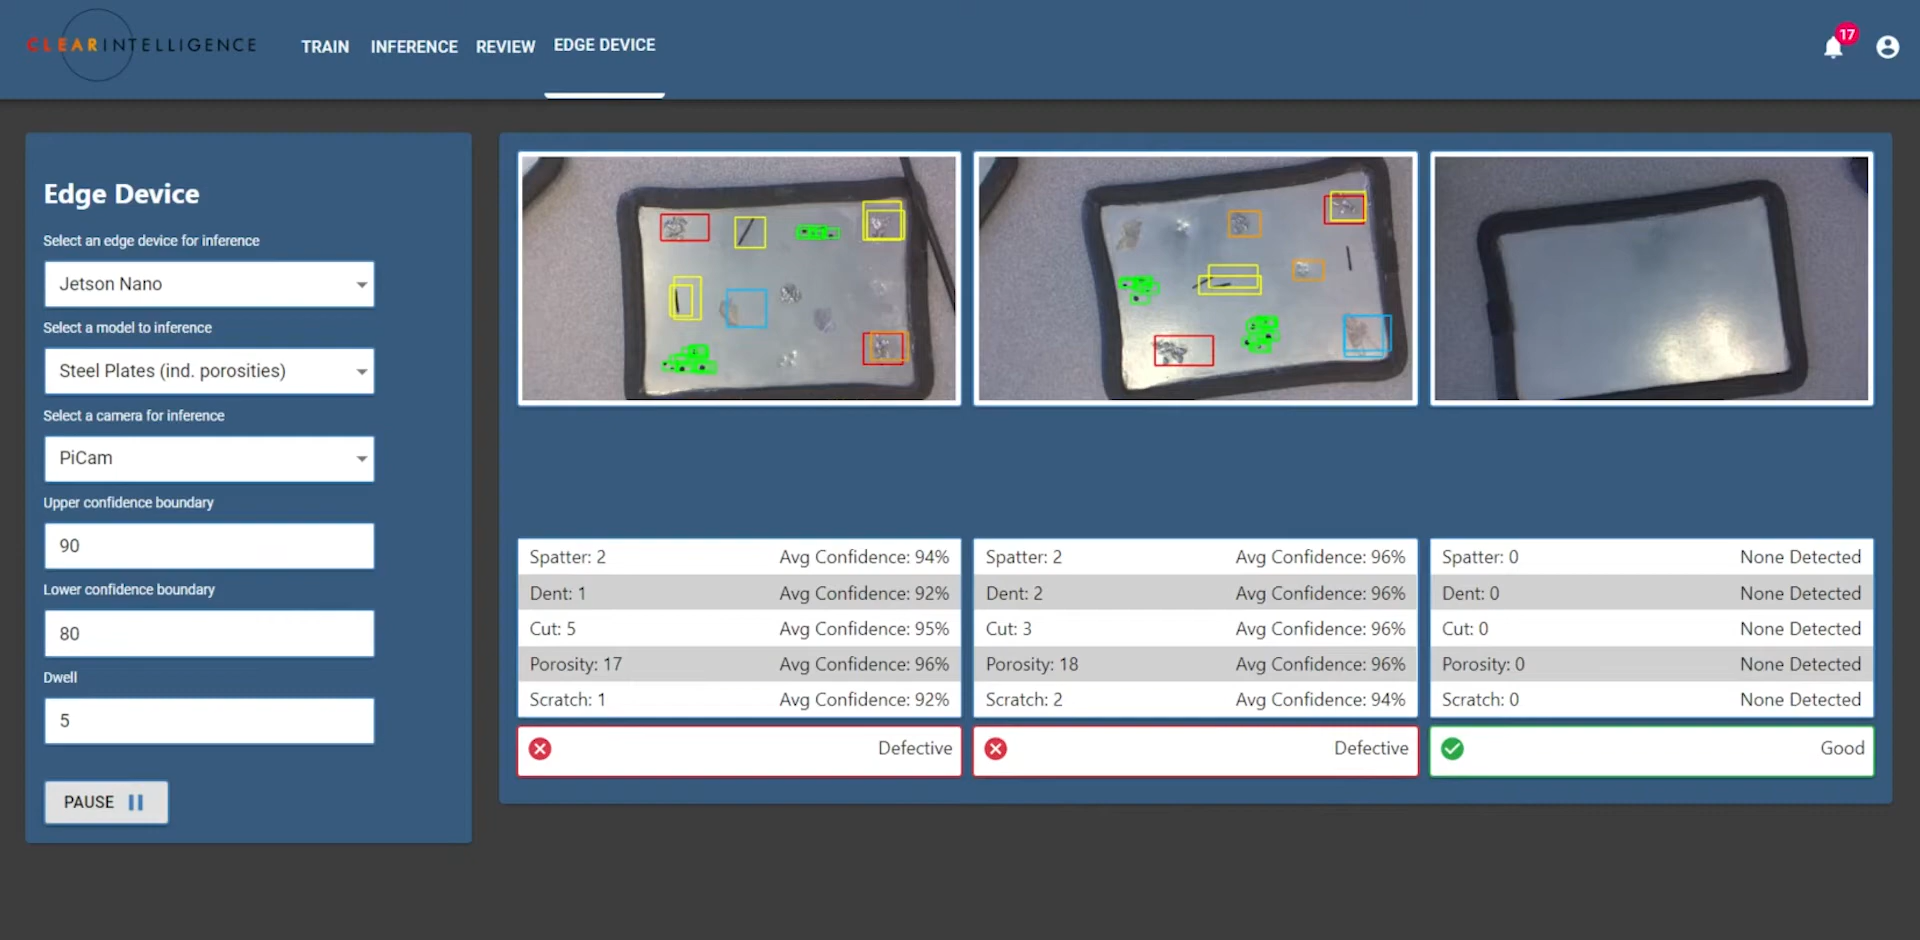 CLEARINTELLIGENCE
TRAIN INFERENCE REVIEW EDGE DEVICE
17
Edge Device
Select an edge device for inference
Jetson Nano
Select a model to inference
Steel Plates (ind. porosities)
Select a camera for inference
PiCam
Upper confidence boundary
90
Lower confidence boundary
80
Dwell
5
PAUSE
Spatter: 2 Avg Confidence: 94%
Dent: 1 Avg Confidence: 92%
Cut: 5 Avg Confidence: 95%
Porosity: 17 Avg Confidence: 96%
Scratch: 1 Avg Confidence: 92%
Defective
Spatter: 2 Avg Confidence: 96%
Dent: 2 Avg Confidence: 96%
Cut: 3 Avg Confidence: 96%
Porosity: 18 Avg Confidence: 96%
Scratch: 2 Avg Confidence: 94%
Defective
Spatter: 0 None Detected
Dent: 0 None Detected
Cut: 0 None Detected
Porosity: 0 None Detected
Scratch: 0 None Detected
Good